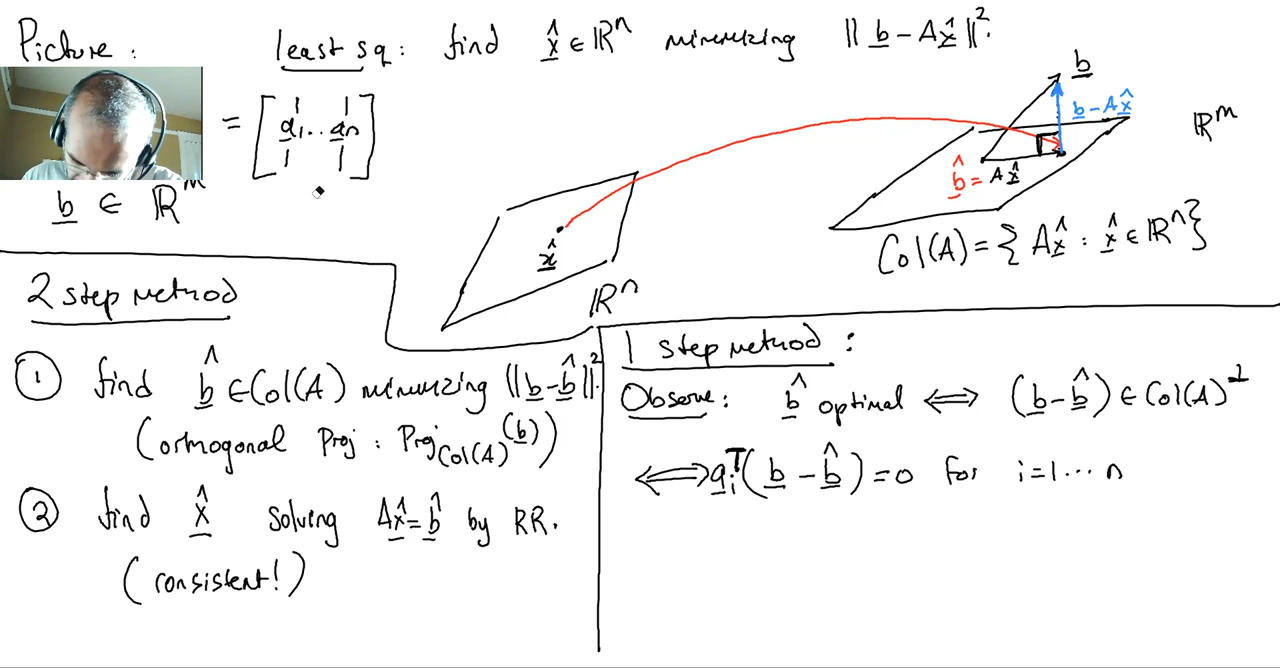 Picture :
least sq : find x̂ ∈ ℝⁿ minimizing || b - Ax̂ ||².
= [ a₁ ... aₙ ]
b ∈ ℝᵐ
b
b - Ax̂
b̂ = Ax̂
ℝᵐ
Col(A) = { Ax̂ : x̂ ∈ ℝⁿ }
x̂
ℝⁿ
2 step method
① find b̂ ∈ Col(A) minimizing || b - b̂ ||².
(orthogonal Proj : Proj_Col(A) (b))
② find x̂ solving Ax̂ = b̂ by RR.
(consistent!)
1 step method :
Observe : b̂ optimal ⟺ (b - b̂) ∈ Col(A)^⊥
⟺ aᵢᵀ(b - b̂) = 0 for i = 1 ... n